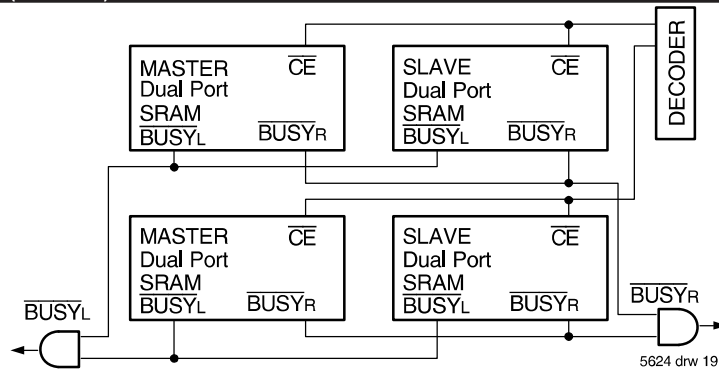 MASTER CE
Dual Port
SRAM
BUSYL BUSYR
SLAVE CE
Dual Port
SRAM
BUSYL BUSYR
DECODER
MASTER CE
Dual Port
SRAM
BUSYL BUSYR
SLAVE CE
Dual Port
SRAM
BUSYL BUSYR
BUSYL
BUSYR
5624 drw 19